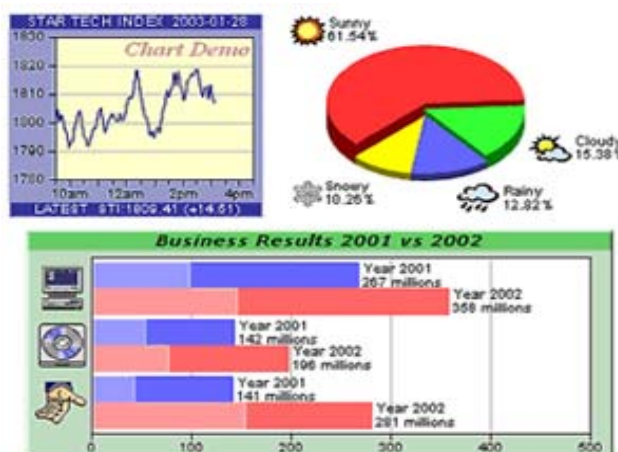 STAR TECH INDEX 2003-01-28
Chart Demo
1830
1820
1810
1800
1790
1780
10am 12am 2pm 4pm
LATEST STI:1809.41 (+14.51)
Sunny
61.54%
Cloudy
15.38%
Rainy
12.82%
Snowy
10.26%
Business Results 2001 vs 2002
Year 2001
267 millions
Year 2002
358 millions
Year 2001
142 millions
Year 2002
196 millions
Year 2001
141 millions
Year 2002
281 millions
0 100 200 300 400 500